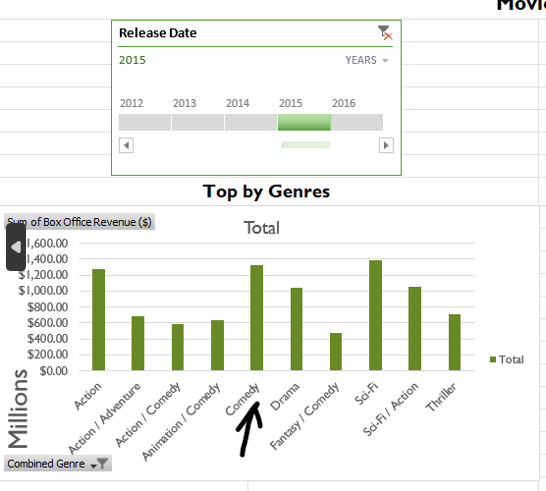 Movie
Release Date
2015
YEARS
2012 2013 2014 2015 2016
Top by Genres
Sum of Box Office Revenue ($)
Total
1,600.00
1,400.00
$1,200.00
$1,000.00
$800.00
$600.00
$400.00
$200.00
$0.00
Millions
Action
Action / Adventure
Action / Comedy
Animation / Comedy
Comedy
Drama
Fantasy / Comedy
Sci-Fi
Sci-Fi / Action
Thriller
Total
Combined Genre